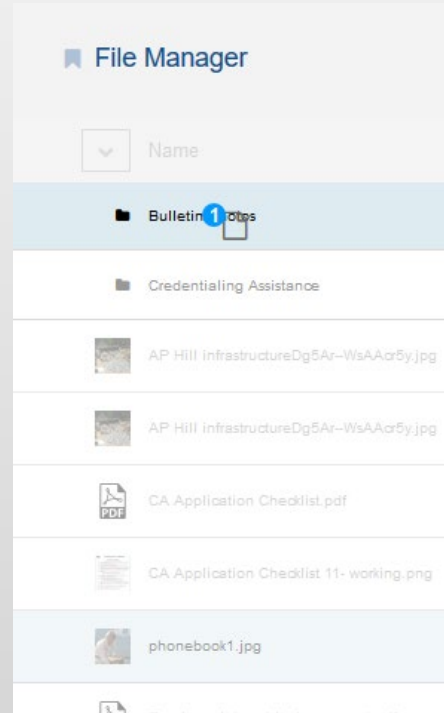 File Manager
Name
Bulletin 1 otos
Credentialing Assistance
AP Hill infrastructureDg5Ar--WsAAcr5y.jpg
AP Hill infrastructureDg5Ar--WsAAcr5y.jpg
PDF
CA Application Checklist.pdf
CA Application Checklist 11- working.png
phonebook1.jpg